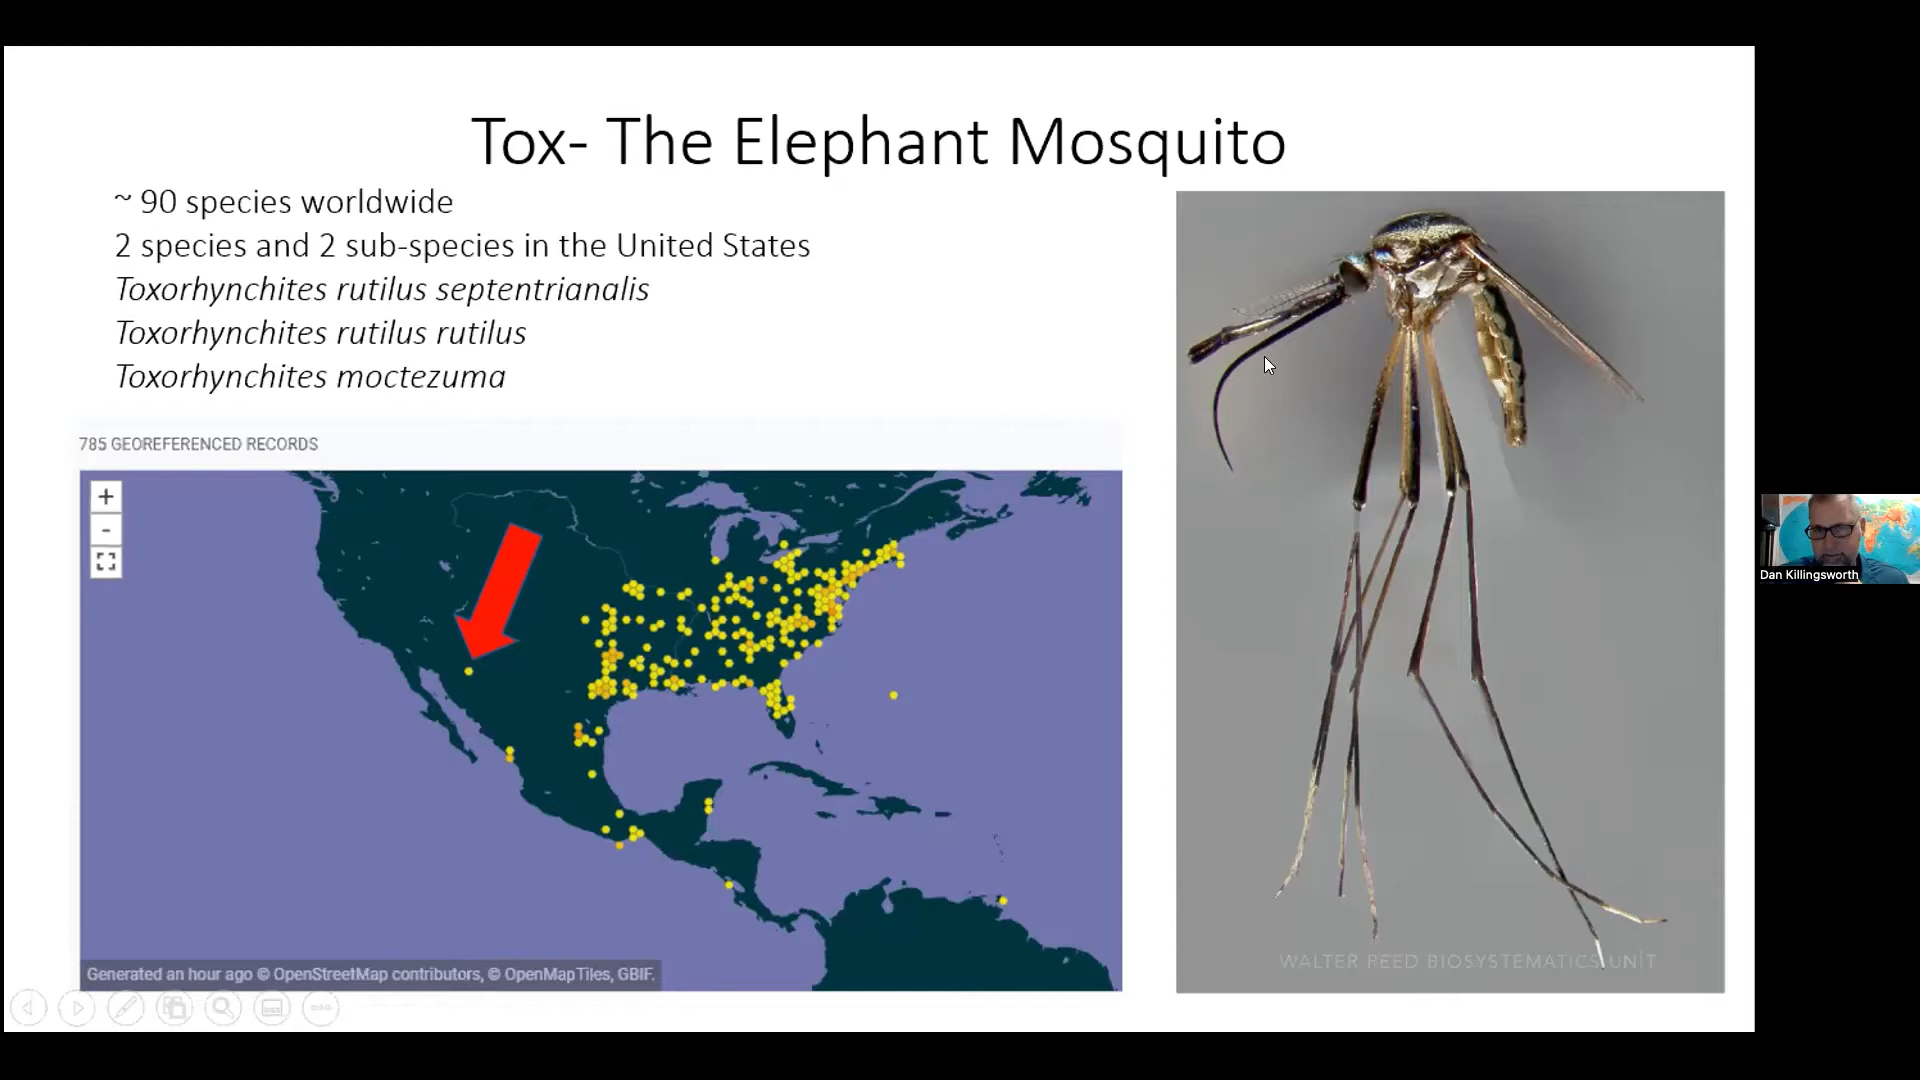 Tox- The Elephant Mosquito
~ 90 species worldwide
2 species and 2 sub-species in the United States
Toxorhynchites rutilus septentrianalis
Toxorhynchites rutilus rutilus
Toxorhynchites moctezuma
785 GEOREFERENCED RECORDS
+
-
Generated an hour ago © OpenStreetMap contributors, © OpenMapTiles, GBIF.
WALTER REED BIOSYSTEMATICS UNIT
Dan Killingsworth